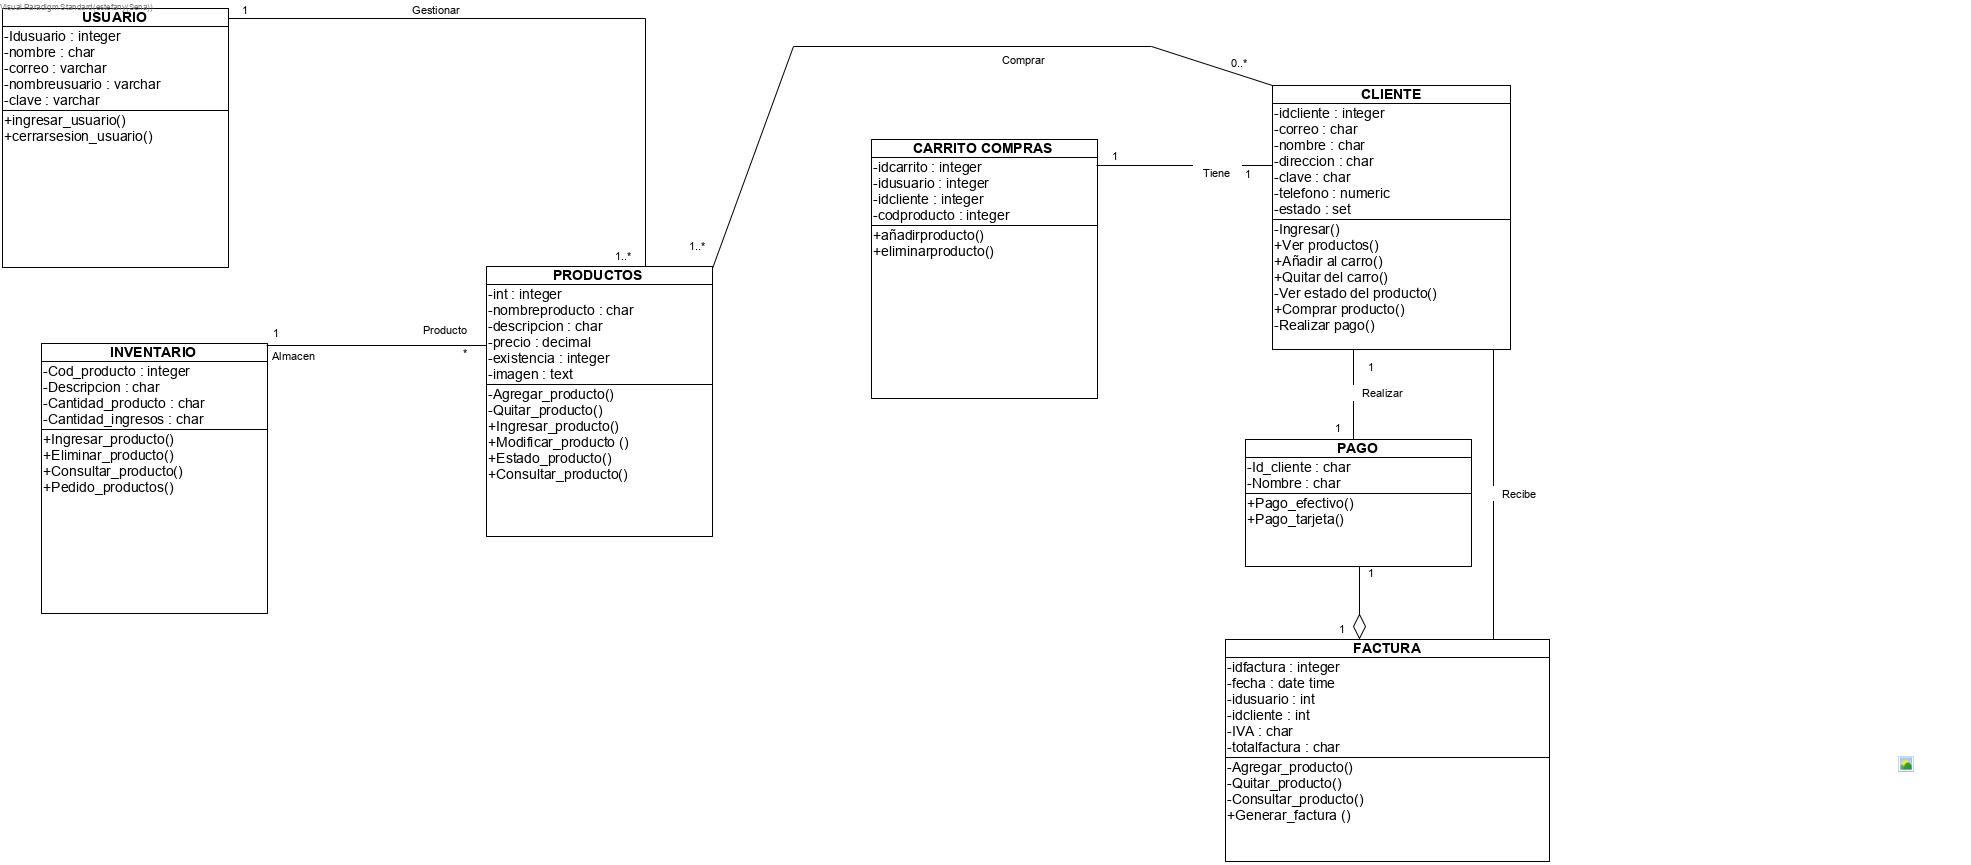 Visual Paradigm Standard(estefany(Sena))
USUARIO
-Idusuario : integer
-nombre : char
-correo : varchar
-nombreusuario : varchar
-clave : varchar
+ingresar_usuario()
+cerrarsesion_usuario()
1
Gestionar
1..*
Comprar
0..*
1..*
CLIENTE
-idcliente : integer
-correo : char
-nombre : char
-direccion : char
-clave : char
-telefono : numeric
-estado : set
-Ingresar()
+Ver productos()
+Añadir al carro()
+Quitar del carro()
-Ver estado del producto()
+Comprar producto()
-Realizar pago()
CARRITO COMPRAS
-idcarrito : integer
-idusuario : integer
-idcliente : integer
-codproducto : integer
+añadirproducto()
+eliminarproducto()
1
Tiene
1
PRODUCTOS
-int : integer
-nombreproducto : char
-descripcion : char
-precio : decimal
-existencia : integer
-imagen : text
-Agregar_producto()
-Quitar_producto()
+Ingresar_producto()
+Modificar_producto ()
+Estado_producto()
+Consultar_producto()
1
Almacen
Producto
*
INVENTARIO
-Cod_producto : integer
-Descripcion : char
-Cantidad_producto : char
-Cantidad_ingresos : char
+Ingresar_producto()
+Eliminar_producto()
+Consultar_producto()
+Pedido_productos()
1
Realizar
1
PAGO
-Id_cliente : char
-Nombre : char
+Pago_efectivo()
+Pago_tarjeta()
Recibe
1
1
FACTURA
-idfactura : integer
-fecha : date time
-idusuario : int
-idcliente : int
-IVA : char
-totalfactura : char
-Agregar_producto()
-Quitar_producto()
-Consultar_producto()
+Generar_factura ()